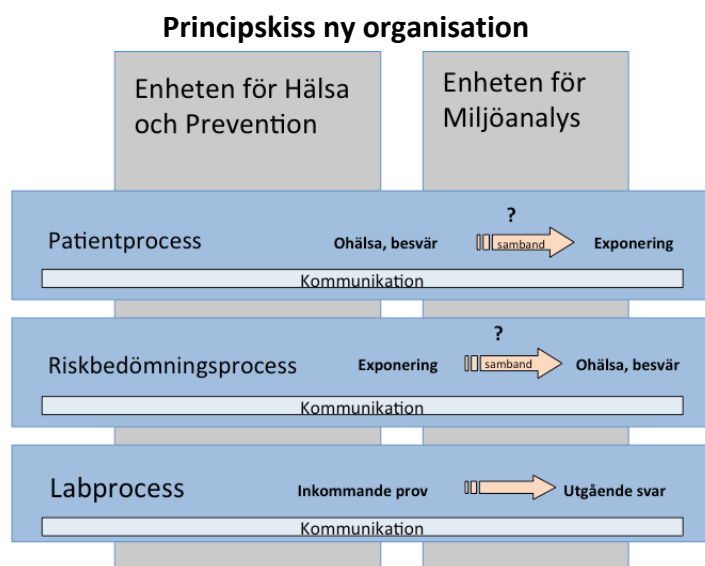 Principskiss ny organisation
Enheten för Hälsa
och Prevention
Enheten för
Miljöanalys
?
Patientprocess Ohälsa, besvär samband Exponering
Kommunikation
?
Riskbedömningsprocess Exponering samband Ohälsa, besvär
Kommunikation
Labprocess Inkommande prov Utgående svar
Kommunikation